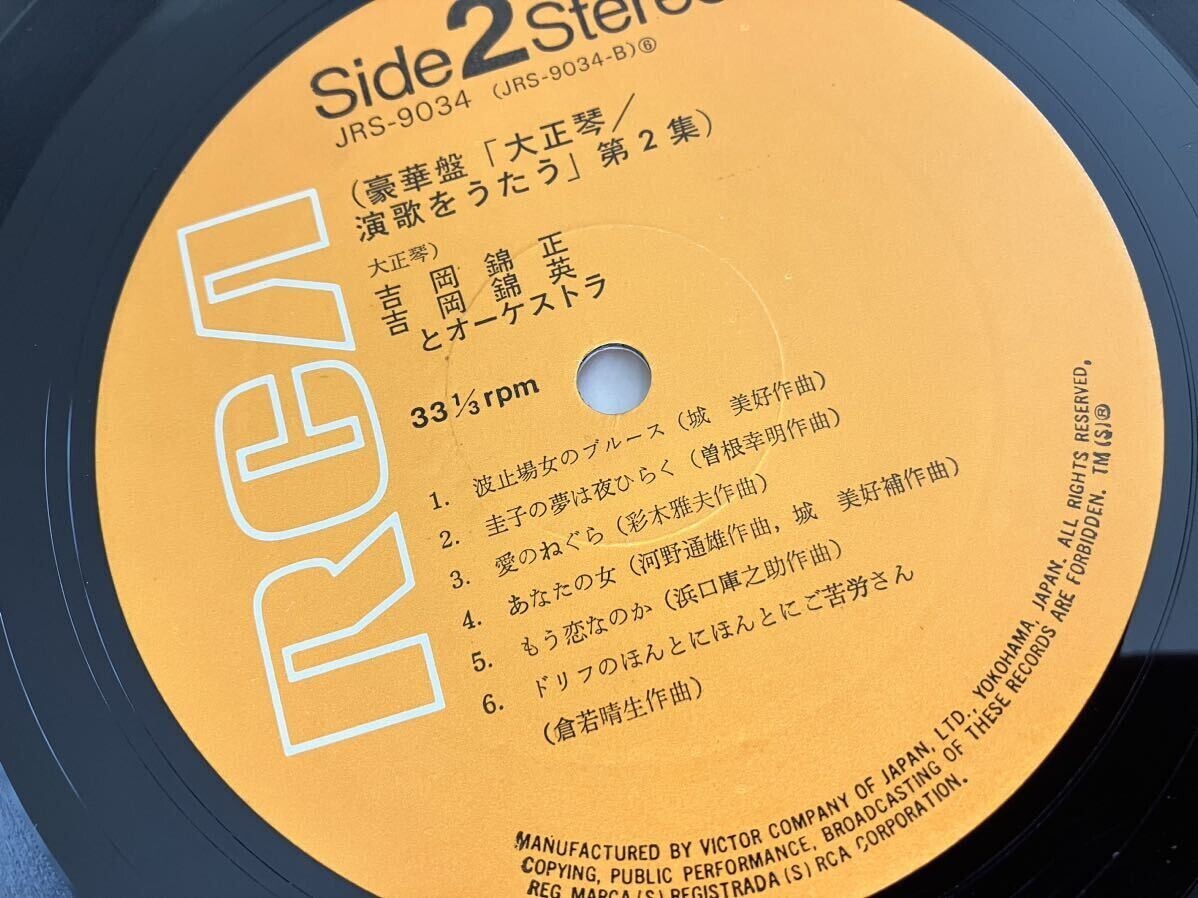 Side 2 Stereo
JRS-9034 (JRS-9034-B)⑥
(豪華盤「大正琴/
演歌をうたう」第2集)
大正琴)
吉岡錦正
吉岡錦英
とオーケストラ
RCA
33 1/3 rpm
1. 波止場女のブルース (城 美好作曲)
2. 圭子の夢は夜ひらく (曽根幸明作曲)
3. 愛のねぐら (彩木雅夫作曲)
4. あなたの女 (河野通雄作曲, 城 美好補作曲)
5. もう恋なのか (浜口庫之助作曲)
6. ドリフのほんとにほんとにご苦労さん
(倉若晴生作曲)
MANUFACTURED BY VICTOR COMPANY OF JAPAN, LTD., YOKOHAMA, JAPAN. ALL RIGHTS RESERVED,
COPYING, PUBLIC PERFORMANCE, BROADCASTING OF THESE RECORDS ARE FORBIDDEN. TM(S)®
REG. MARCA(S) REGISTRADA(S) RCA CORPORATION.